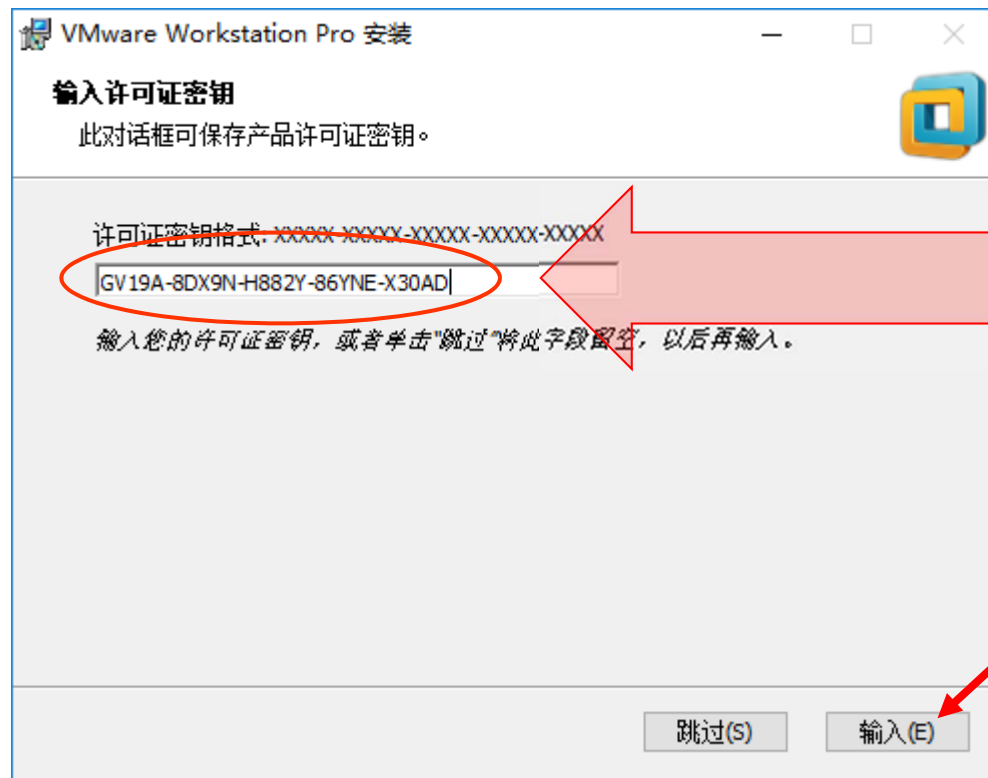 VMware Workstation Pro 安装
输入许可证密钥
此对话框可保存产品许可证密钥。
许可证密钥格式: XXXXX-XXXXX-XXXXX-XXXXX-XXXXX
GV19A-8DX9N-H882Y-86YNE-X30AD
输入您的许可证密钥，或者单击"跳过"将此字段留空，以后再输入。
跳过(S)
输入(E)